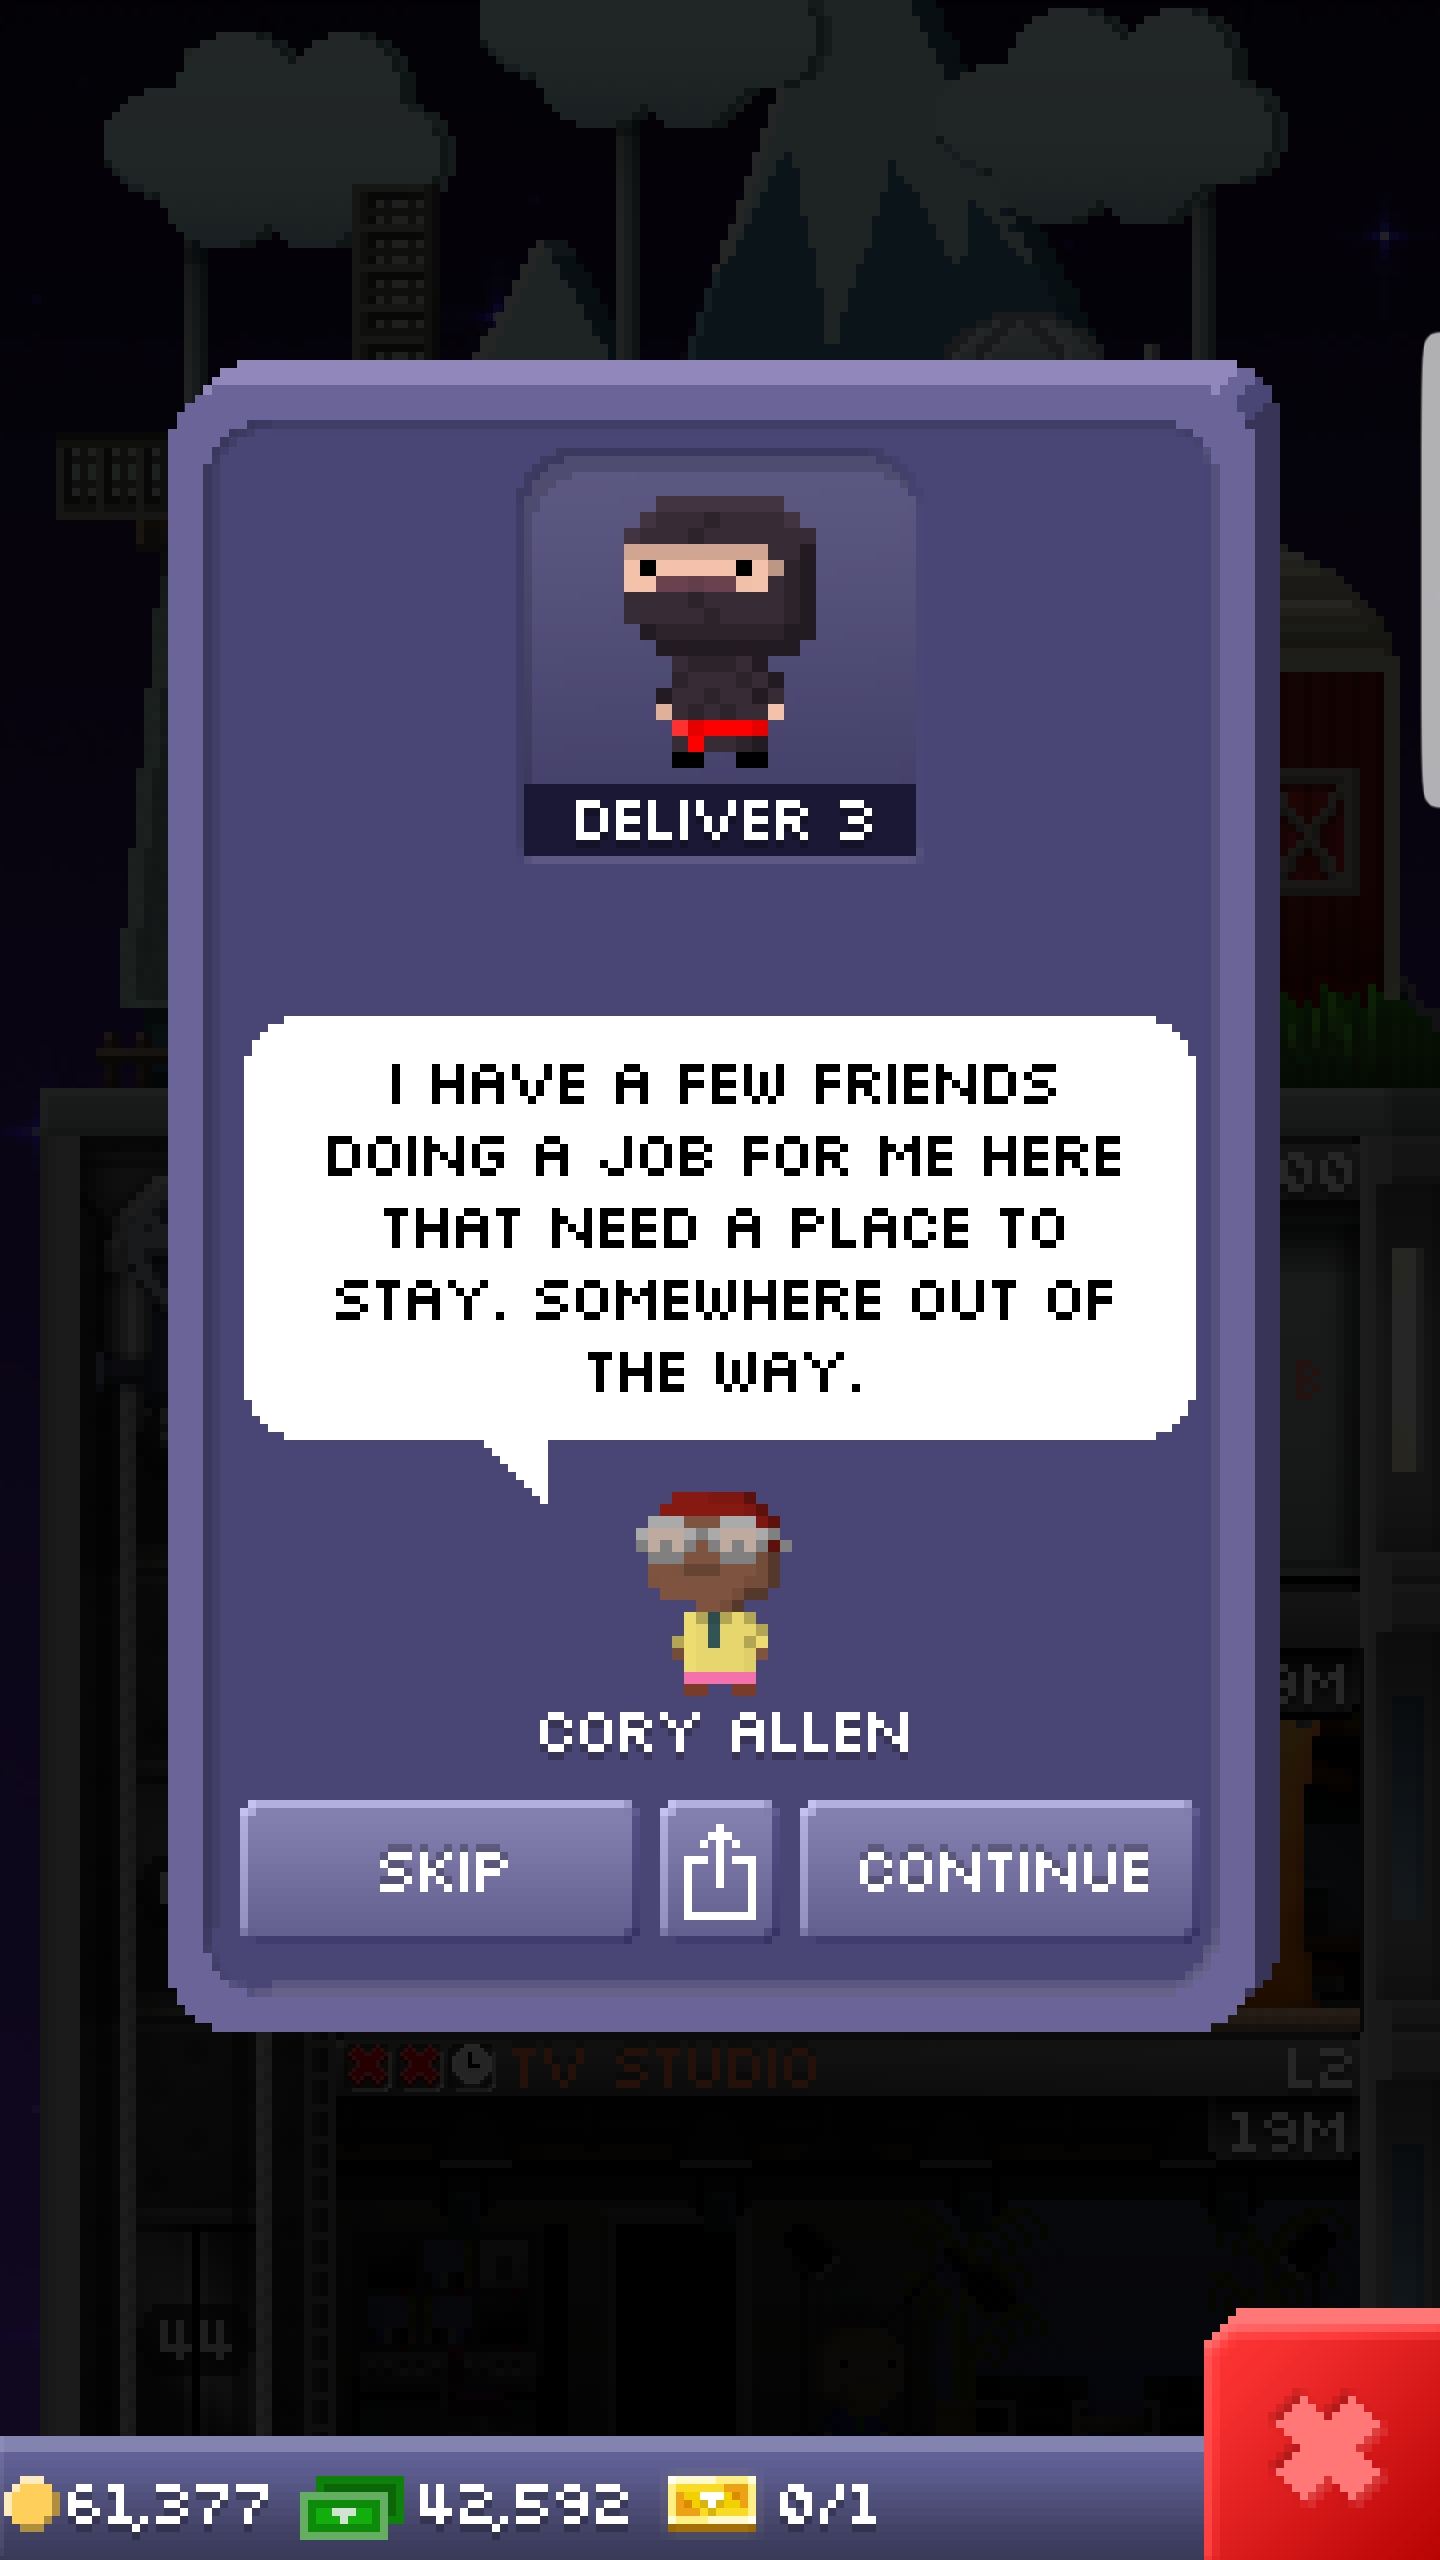 DELIVER 3
I HAVE A FEW FRIENDS
DOING A JOB FOR ME HERE
THAT NEED A PLACE TO
STAY. SOMEWHERE OUT OF
THE WAY.
CORY ALLEN
SKIP
CONTINUE
TV STUDIO L2
19M
44
61,377 42,592 0/1